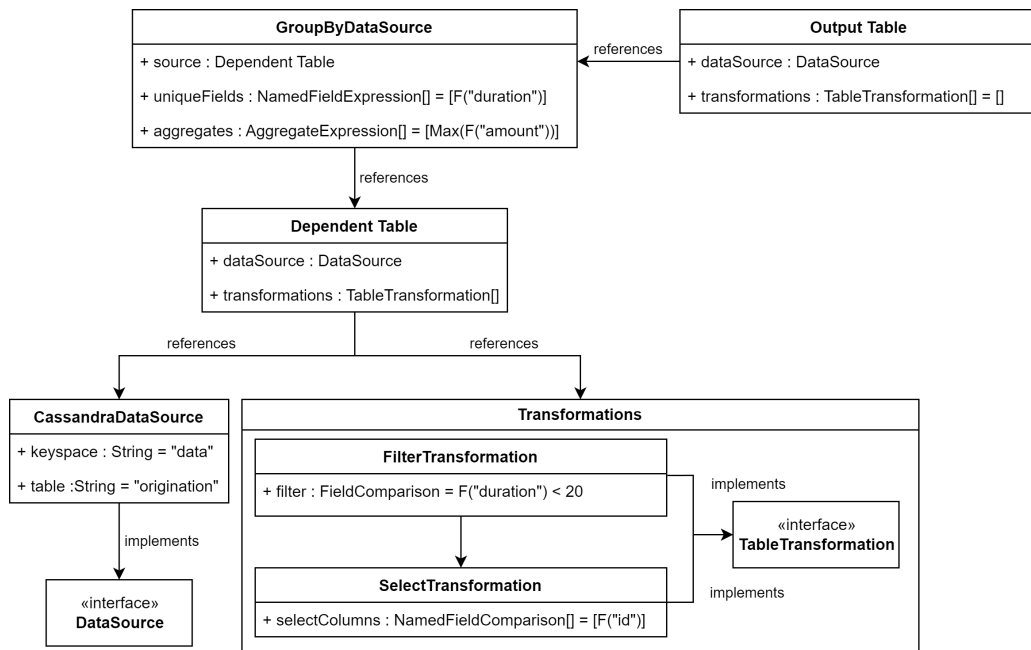 GroupByDataSource
+ source : Dependent Table
+ uniqueFields : NamedFieldExpression[] = [F("duration")]
+ aggregates : AggregateExpression[] = [Max(F("amount"))]
references
Output Table
+ dataSource : DataSource
+ transformations : TableTransformation[] = []
references
Dependent Table
+ dataSource : DataSource
+ transformations : TableTransformation[]
references
references
CassandraDataSource
+ keyspace : String = "data"
+ table :String = "origination"
implements
«interface»
DataSource
Transformations
FilterTransformation
+ filter : FieldComparison = F("duration") < 20
implements
«interface»
TableTransformation
SelectTransformation
+ selectColumns : NamedFieldComparison[] = [F("id")]
implements